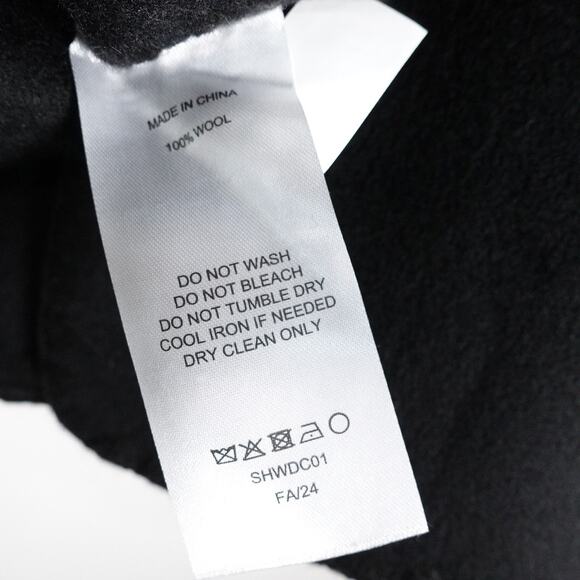 MADE IN CHINA
100% WOOL
DO NOT WASH
DO NOT BLEACH
DO NOT TUMBLE DRY
COOL IRON IF NEEDED
DRY CLEAN ONLY
SHWDC01
FA/24